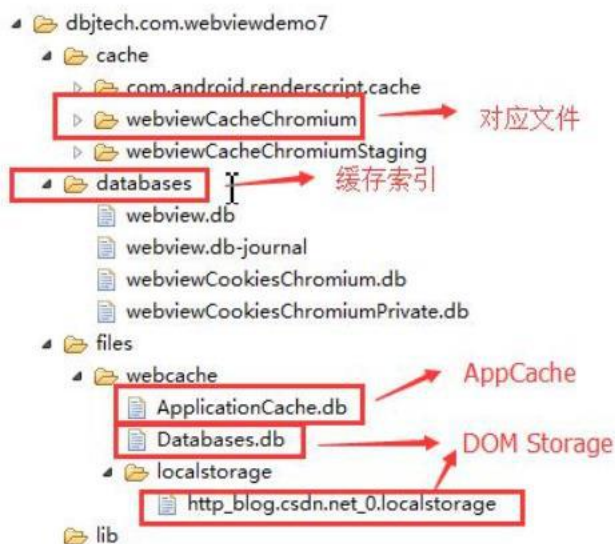 dbjtech.com.webviewdemo7
cache
com.android.renderscript.cache
webviewCacheChromium
对应文件
webviewCacheChromiumStaging
databases
缓存索引
webview.db
webview.db-journal
webviewCookiesChromium.db
webviewCookiesChromiumPrivate.db
files
webcache
AppCache
ApplicationCache.db
Databases.db
DOM Storage
localstorage
http_blog.csdn.net_0.localstorage
lib